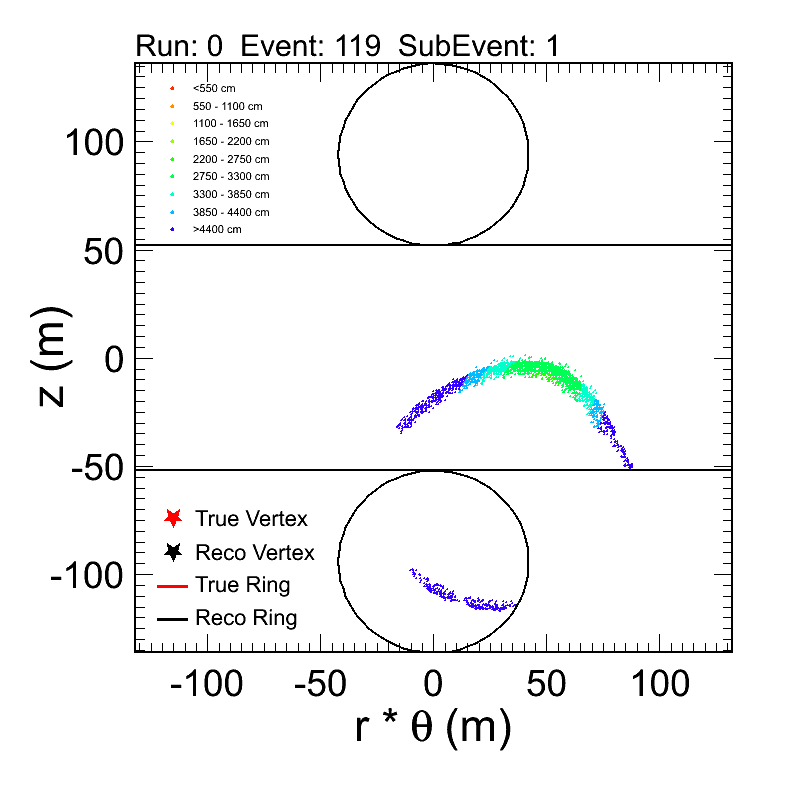 Run: 0 Event: 119 SubEvent: 1
<550 cm
550 - 1100 cm
1100 - 1650 cm
1650 - 2200 cm
2200 - 2750 cm
2750 - 3300 cm
3300 - 3850 cm
3850 - 4400 cm
>4400 cm
100
50
0
-50
-100
z (m)
True Vertex
Reco Vertex
True Ring
Reco Ring
-100 -50 0 50 100
r * θ (m)